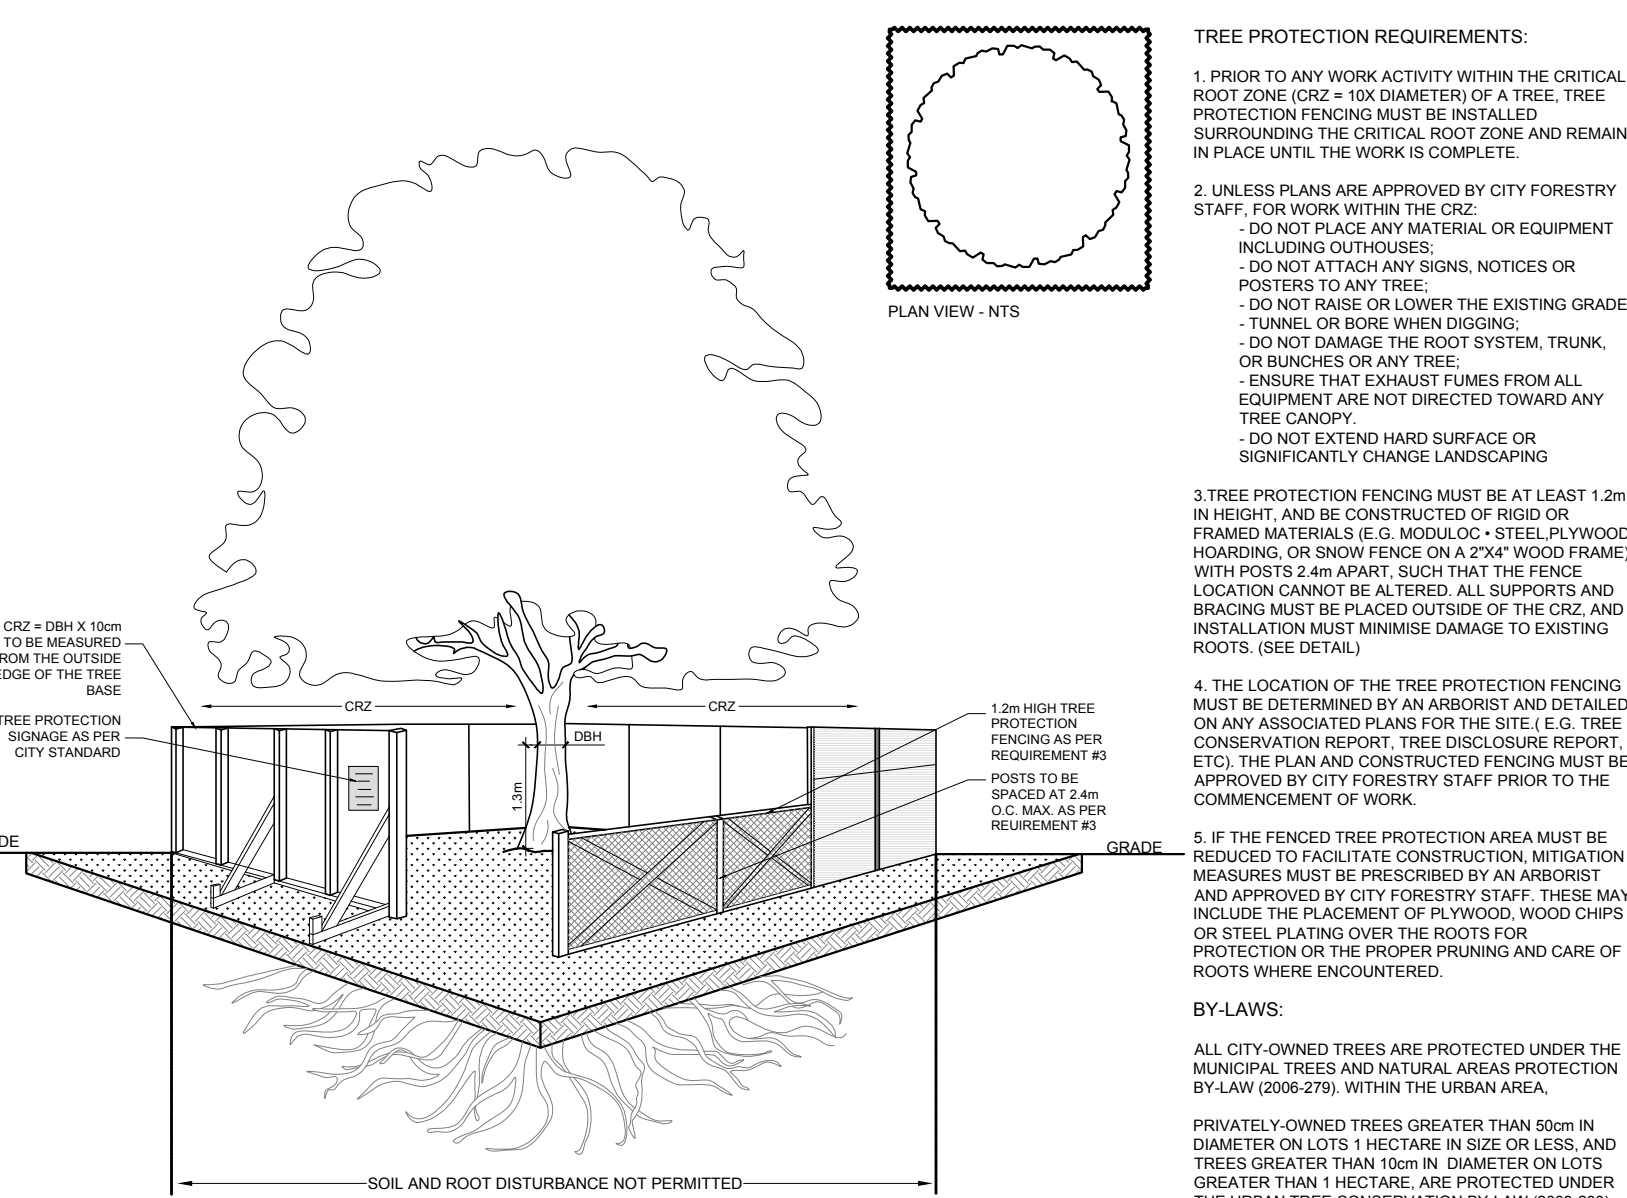 TREE PROTECTION REQUIREMENTS:
1. PRIOR TO ANY WORK ACTIVITY WITHIN THE CRITICAL
ROOT ZONE (CRZ = 10X DIAMETER) OF A TREE, TREE
PROTECTION FENCING MUST BE INSTALLED
SURROUNDING THE CRITICAL ROOT ZONE AND REMAIN
IN PLACE UNTIL THE WORK IS COMPLETE.
2. UNLESS PLANS ARE APPROVED BY CITY FORESTRY
STAFF, FOR WORK WITHIN THE CRZ:
- DO NOT PLACE ANY MATERIAL OR EQUIPMENT
INCLUDING OUTHOUSES;
- DO NOT ATTACH ANY SIGNS, NOTICES OR
POSTERS TO ANY TREE;
- DO NOT RAISE OR LOWER THE EXISTING GRADE
- TUNNEL OR BORE WHEN DIGGING;
- DO NOT DAMAGE THE ROOT SYSTEM, TRUNK,
OR BUNCHES OR ANY TREE;
- ENSURE THAT EXHAUST FUMES FROM ALL
EQUIPMENT ARE NOT DIRECTED TOWARD ANY
TREE CANOPY.
- DO NOT EXTEND HARD SURFACE OR
SIGNIFICANTLY CHANGE LANDSCAPING
3.TREE PROTECTION FENCING MUST BE AT LEAST 1.2m
IN HEIGHT, AND BE CONSTRUCTED OF RIGID OR
FRAMED MATERIALS (E.G. MODULOC • STEEL,PLYWOOD
HOARDING, OR SNOW FENCE ON A 2"X4" WOOD FRAME)
WITH POSTS 2.4m APART, SUCH THAT THE FENCE
LOCATION CANNOT BE ALTERED. ALL SUPPORTS AND
BRACING MUST BE PLACED OUTSIDE OF THE CRZ, AND
INSTALLATION MUST MINIMISE DAMAGE TO EXISTING
ROOTS. (SEE DETAIL)
4. THE LOCATION OF THE TREE PROTECTION FENCING
MUST BE DETERMINED BY AN ARBORIST AND DETAILED
ON ANY ASSOCIATED PLANS FOR THE SITE.( E.G. TREE
CONSERVATION REPORT, TREE DISCLOSURE REPORT,
ETC). THE PLAN AND CONSTRUCTED FENCING MUST BE
APPROVED BY CITY FORESTRY STAFF PRIOR TO THE
COMMENCEMENT OF WORK.
5. IF THE FENCED TREE PROTECTION AREA MUST BE
REDUCED TO FACILITATE CONSTRUCTION, MITIGATION
MEASURES MUST BE PRESCRIBED BY AN ARBORIST
AND APPROVED BY CITY FORESTRY STAFF. THESE MAY
INCLUDE THE PLACEMENT OF PLYWOOD, WOOD CHIPS
OR STEEL PLATING OVER THE ROOTS FOR
PROTECTION OR THE PROPER PRUNING AND CARE OF
ROOTS WHERE ENCOUNTERED.
BY-LAWS:
ALL CITY-OWNED TREES ARE PROTECTED UNDER THE
MUNICIPAL TREES AND NATURAL AREAS PROTECTION
BY-LAW (2006-279). WITHIN THE URBAN AREA,
PRIVATELY-OWNED TREES GREATER THAN 50cm IN
DIAMETER ON LOTS 1 HECTARE IN SIZE OR LESS, AND
TREES GREATER THAN 10cm IN DIAMETER ON LOTS
GREATER THAN 1 HECTARE, ARE PROTECTED UNDER
THE URBAN TREE CONSERVATION BY-LAW
PLAN VIEW - NTS
CRZ = DBH X 10cm
TO BE MEASURED
FROM THE OUTSIDE
EDGE OF THE TREE
BASE
TREE PROTECTION
SIGNAGE AS PER
CITY STANDARD
CRZ
CRZ
DBH
1.3m
1.2m HIGH TREE
PROTECTION
FENCING AS PER
REQUIREMENT #3
POSTS TO BE
SPACED AT 2.4m
O.C. MAX. AS PER
REUIREMENT #3
DE
GRADE
SOIL AND ROOT DISTURBANCE NOT PERMITTED